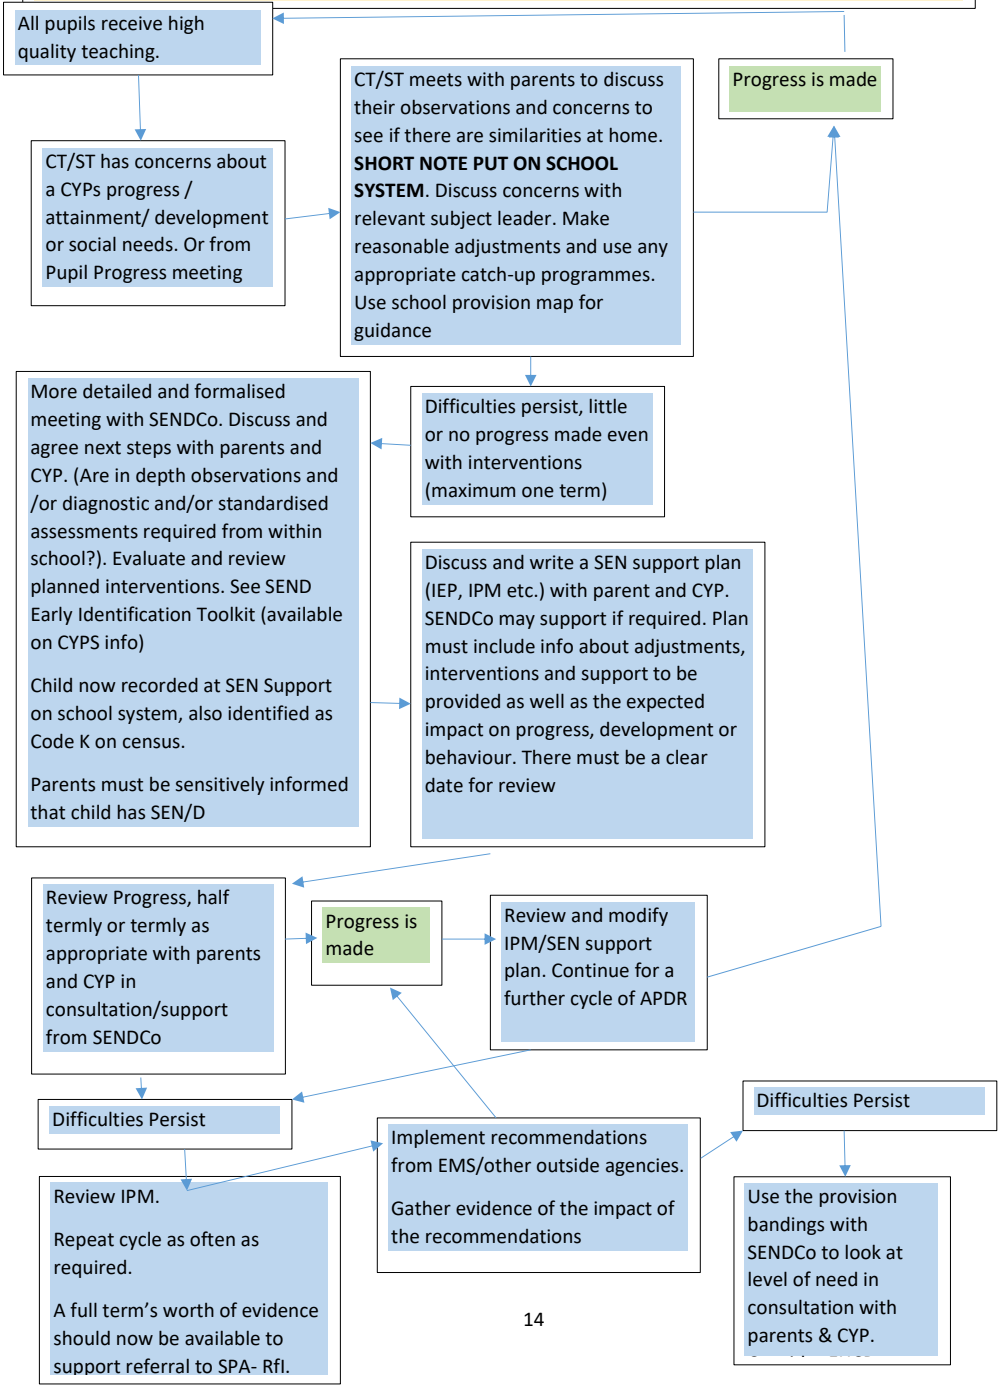 All pupils receive high
quality teaching.
Progress is made
CT/ST meets with parents to discuss
their observations and concerns to
see if there are similarities at home.
SHORT NOTE PUT ON SCHOOL
SYSTEM. Discuss concerns with
relevant subject leader. Make
reasonable adjustments and use any
appropriate catch-up programmes.
Use school provision map for
guidance
CT/ST has concerns about
a CYPs progress /
attainment/ development
or social needs. Or from
Pupil Progress meeting
Difficulties persist, little
or no progress made even
with interventions
(maximum one term)
More detailed and formalised
meeting with SENDCo. Discuss and
agree next steps with parents and
CYP. (Are in depth observations and
/or diagnostic and/or standardised
assessments required from within
school?). Evaluate and review
planned interventions. See SEND
Early Identification Toolkit (available
on CYPS info)
Child now recorded at SEN Support
on school system, also identified as
Code K on census.
Parents must be sensitively informed
that child has SEN/D
Discuss and write a SEN support plan
(IEP, IPM etc.) with parent and CYP.
SENDCo may support if required. Plan
must include info about adjustments,
interventions and support to be
provided as well as the expected
impact on progress, development or
behaviour. There must be a clear
date for review
Review Progress, half
termly or termly as
appropriate with parents
and CYP in
consultation/support
from SENDCo
Progress is
made
Review and modify
IPM/SEN support
plan. Continue for a
further cycle of APDR
Difficulties Persist
Implement recommendations
from EMS/other outside agencies.
Gather evidence of the impact of
the recommendations
Difficulties Persist
Review IPM.
Repeat cycle as often as
required.
A full term's worth of evidence
should now be available to
support referral to SPA- RfI.
Use the provision
bandings with
SENDCo to look at
level of need in
consultation with
parents & CYP.
14